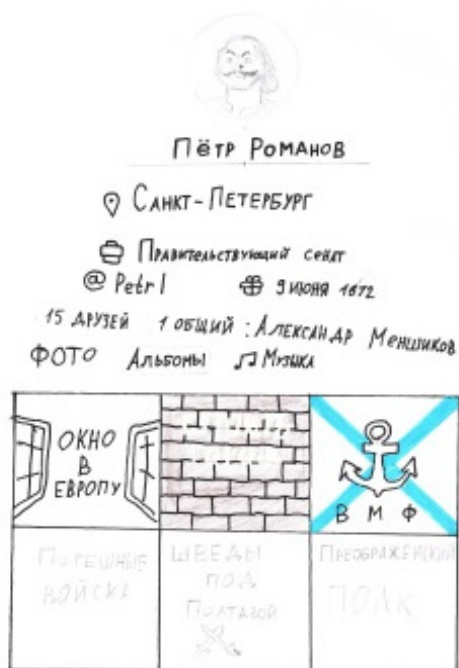 Пётр Романов
Санкт-Петербург
Правительствующий сенат
@ Petr I
9 июня 1672
15 друзей 1 общий : Александр Меншиков
ФОТО Альбомы Музыка
ОКНО
В
ЕВРОПУ
В М Ф
Потешные
войска
Шведы
под
Полтавой
Преображенский
полк